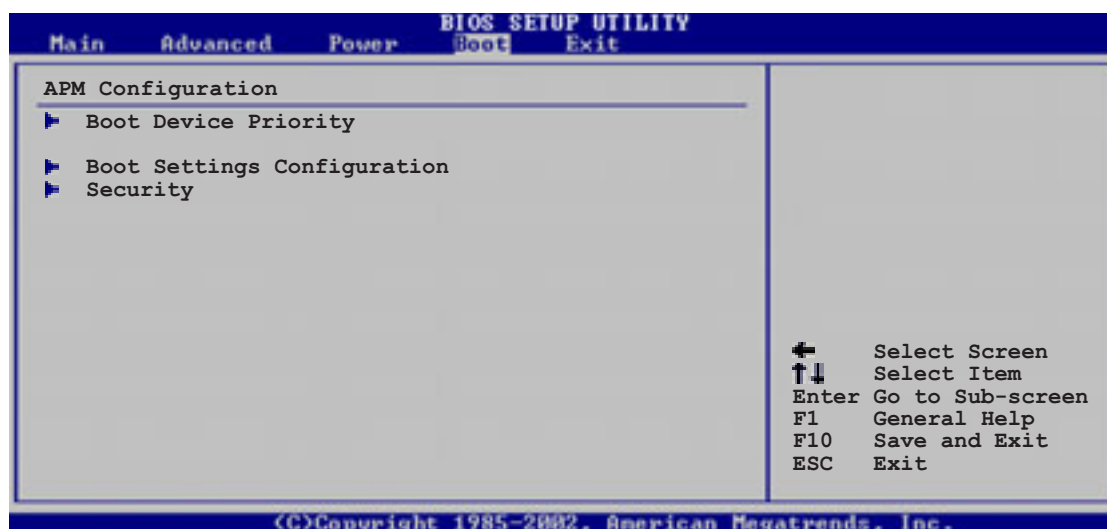 BIOS SETUP UTILITY
Main Advanced Power Boot Exit
APM Configuration
Boot Device Priority
Boot Settings Configuration
Security
Select Screen
Select Item
Enter Go to Sub-screen
F1 General Help
F10 Save and Exit
ESC Exit
(C)Copyright 1985-2002, American Megatrends, Inc.